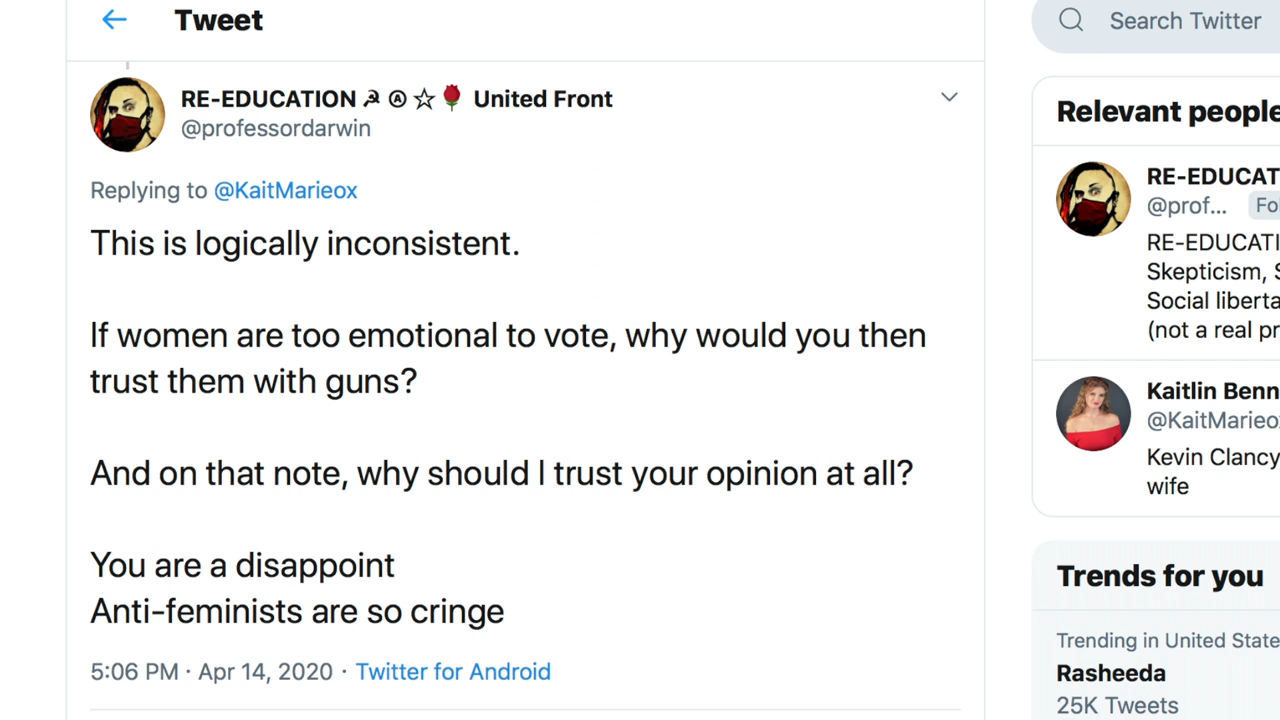 Tweet
Search Twitter
RE-EDUCATION ☭ Ⓐ ☆ 🌹 United Front
@professordarwin
Replying to @KaitMarieox
This is logically inconsistent.
If women are too emotional to vote, why would you then
trust them with guns?
And on that note, why should I trust your opinion at all?
You are a disappoint
Anti-feminists are so cringe
5:06 PM · Apr 14, 2020 · Twitter for Android
Relevant people
RE-EDUCAT
@prof... Fol
RE-EDUCATI
Skepticism, S
Social liberta
(not a real pr
Kaitlin Benn
@KaitMarieo
Kevin Clancy
wife
Trends for you
Trending in United State
Rasheeda
25K Tweets